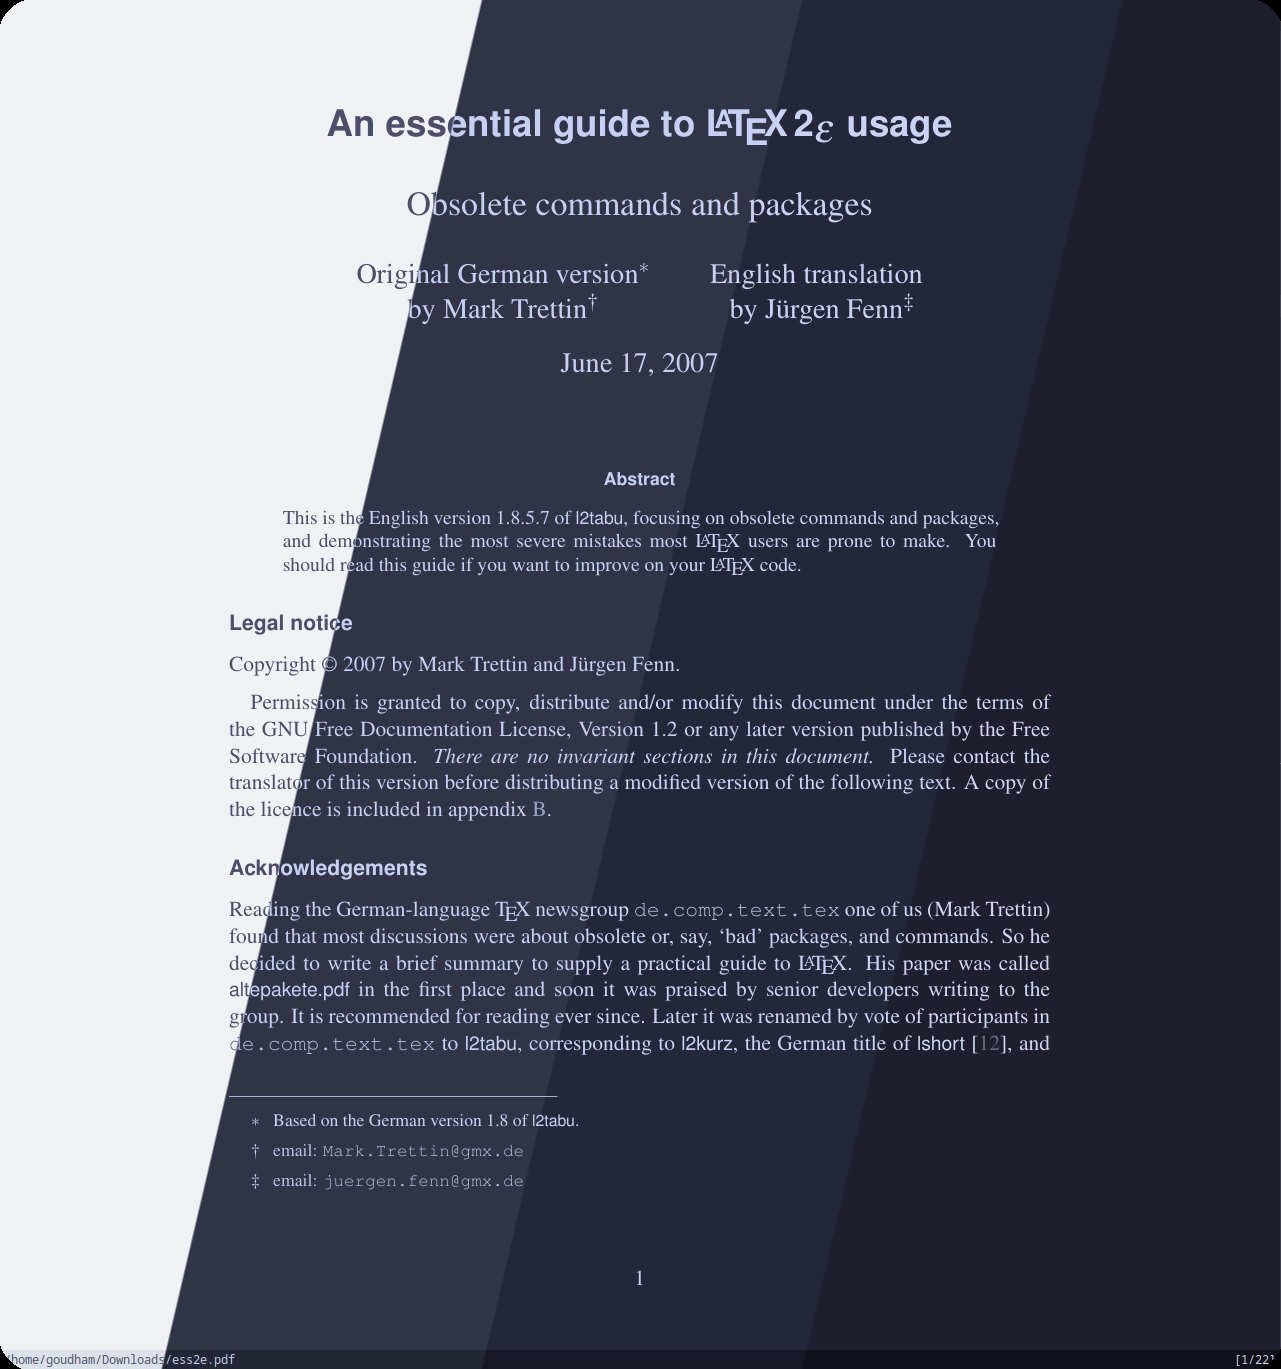 An essential guide to LATEX 2ε usage
Obsolete commands and packages
Original German version*
by Mark Trettin†
English translation
by Jürgen Fenn‡
June 17, 2007
Abstract
This is the English version 1.8.5.7 of l2tabu, focusing on obsolete commands and packages,
and demonstrating the most severe mistakes most LATEX users are prone to make. You
should read this guide if you want to improve on your LATEX code.
Legal notice
Copyright © 2007 by Mark Trettin and Jürgen Fenn.
Permission is granted to copy, distribute and/or modify this document under the terms of
the GNU Free Documentation License, Version 1.2 or any later version published by the Free
Software Foundation. There are no invariant sections in this document. Please contact the
translator of this version before distributing a modified version of the following text. A copy of
the licence is included in appendix B.
Acknowledgements
Reading the German-language TEX newsgroup de.comp.text.tex one of us (Mark Trettin)
found that most discussions were about obsolete or, say, ‘bad’ packages, and commands. So he
decided to write a brief summary to supply a practical guide to LATEX. His paper was called
altepakete.pdf in the first place and soon it was praised by senior developers writing to the
group. It is recommended for reading ever since. Later it was renamed by vote of participants in
de.comp.text.tex to l2tabu, corresponding to l2kurz, the German title of lshort [12], and
* Based on the German version 1.8 of l2tabu.
† email: Mark.Trettin@gmx.de
‡ email: juergen.fenn@gmx.de
1
/home/goudham/Downloads/ess2e.pdf
[1/22]